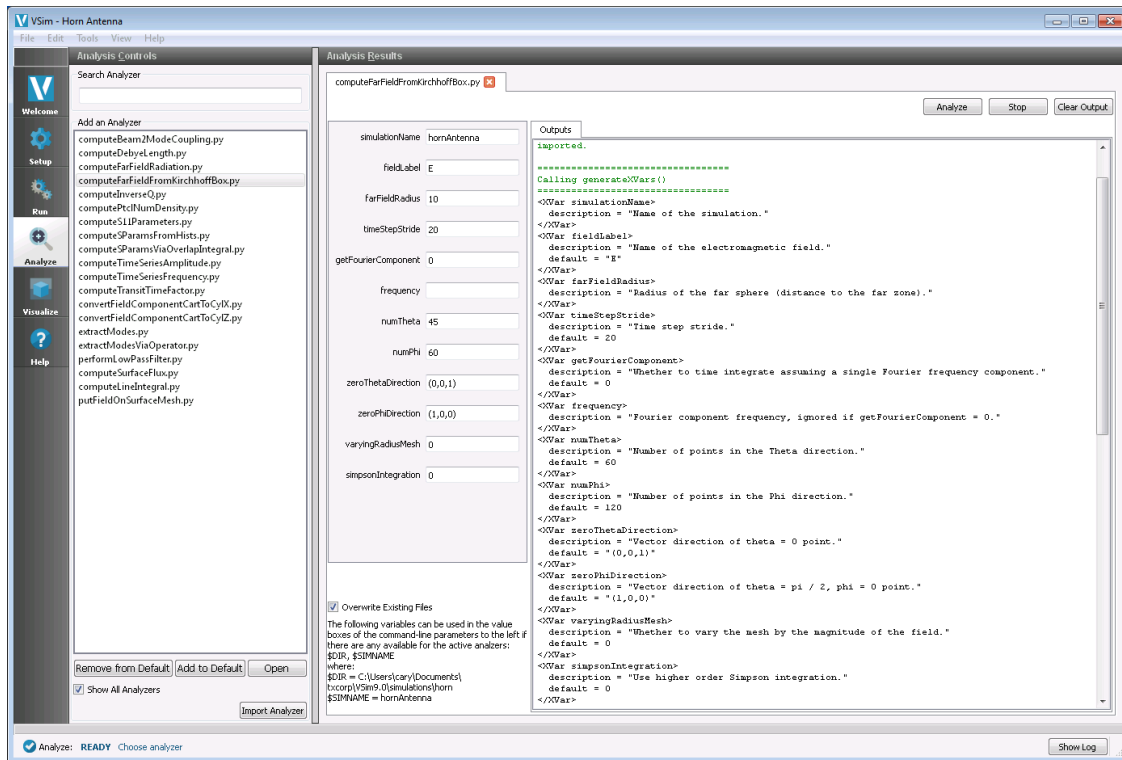 VSim - Horn Antenna
File Edit Tools View Help
Analysis Controls
Search Analyzer
Add an Analyzer
computeBeam2ModeCoupling.py
computeDebyeLength.py
computeFarFieldRadiation.py
computeFarFieldFromKirchhoffBox.py
computeInverseQ.py
computePtclNumDensity.py
computeS11Parameters.py
computeSParamsFromHists.py
computeSParamsViaOverlapIntegral.py
computeTimeSeriesAmplitude.py
computeTimeSeriesFrequency.py
computeTransitTimeFactor.py
convertFieldComponentCartToCylX.py
convertFieldComponentCartToCylZ.py
extractModes.py
extractModesViaOperator.py
performLowPassFilter.py
computeSurfaceFlux.py
computeLineIntegral.py
putFieldOnSurfaceMesh.py
Remove from Default Add to Default Open
Show All Analyzers
Import Analyzer
Welcome
Setup
Run
Analyze
Visualize
Help
Analysis Results
computeFarFieldFromKirchhoffBox.py
Analyze Stop Clear Output
simulationName hornAntenna
fieldLabel E
farFieldRadius 10
timeStepStride 20
getFourierComponent 0
frequency
numTheta 45
numPhi 60
zeroThetaDirection (0,0,1)
zeroPhiDirection (1,0,0)
varyingRadiusMesh 0
simpsonIntegration 0
Overwrite Existing Files
The following variables can be used in the value
boxes of the command-line parameters to the left if
there are any available for the active analzers:
$DIR, $SIMNAME
where:
$DIR = C:\Users\cary\Documents\
txcorp\VSim9.0\simulations\horn
$SIMNAME = hornAntenna
Outputs
imported.
==================================
Calling generateXVars()
==================================
<XVar simulationName>
description = "Name of the simulation."
</XVar>
<XVar fieldLabel>
description = "Name of the electromagnetic field."
default = "E"
</XVar>
<XVar farFieldRadius>
description = "Radius of the far sphere (distance to the far zone)."
</XVar>
<XVar timeStepStride>
description = "Time step stride."
default = 20
</XVar>
<XVar getFourierComponent>
description = "Whether to time integrate assuming a single Fourier frequency component."
default = 0
</XVar>
<XVar frequency>
description = "Fourier component frequency, ignored if getFourierComponent = 0."
</XVar>
<XVar numTheta>
description = "Number of points in the Theta direction."
default = 60
</XVar>
<XVar numPhi>
description = "Number of points in the Phi direction."
default = 120
</XVar>
<XVar zeroThetaDirection>
description = "Vector direction of theta = 0 point."
default = "(0,0,1)"
</XVar>
<XVar zeroPhiDirection>
description = "Vector direction of theta = pi / 2, phi = 0 point."
default = "(1,0,0)"
</XVar>
<XVar varyingRadiusMesh>
description = "Whether to vary the mesh by the magnitude of the field."
default = 0
</XVar>
<XVar simpsonIntegration>
description = "Use higher order Simpson integration."
default = 0
</XVar>
Analyze: READY Choose analyzer
Show Log